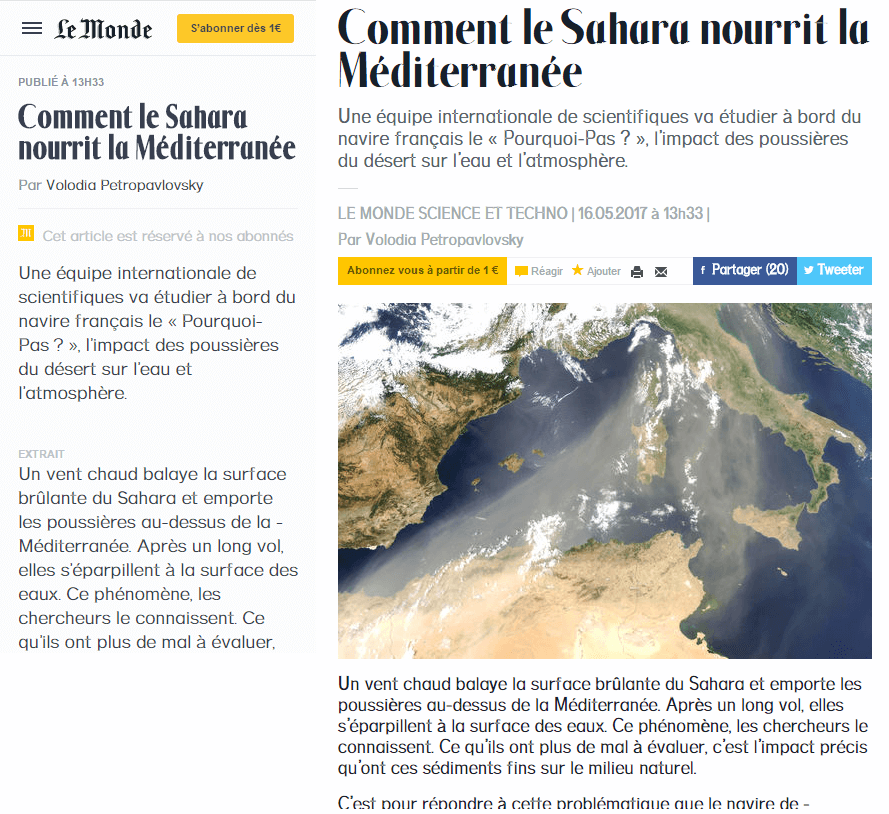 Le Monde
S'abonner dès 1€
PUBLIÉ À 13H33
Comment le Sahara
nourrit la Méditerranée
Par Volodia Petropavlovsky
M
Cet article est réservé à nos abonnés
Une équipe internationale de
scientifiques va étudier à bord du
navire français le « Pourquoi-
Pas ? », l'impact des poussières
du désert sur l'eau et
l'atmosphère.
EXTRAIT
Un vent chaud balaye la surface
brûlante du Sahara et emporte
les poussières au-dessus de la -
Méditerranée. Après un long vol,
elles s'éparpillent à la surface des
eaux. Ce phénomène, les
chercheurs le connaissent. Ce
qu'ils ont plus de mal à évaluer,
Comment le Sahara nourrit la
Méditerranée
Une équipe internationale de scientifiques va étudier à bord du
navire français le « Pourquoi-Pas ? », l'impact des poussières
du désert sur l'eau et l'atmosphère.
LE MONDE SCIENCE ET TECHNO | 16.05.2017 à 13h33 |
Par Volodia Petropavlovsky
Abonnez vous à partir de 1 € Réagir Ajouter f Partager (20) Tweeter
Un vent chaud balaye la surface brûlante du Sahara et emporte les
poussières au-dessus de la Méditerranée. Après un long vol, elles
s'éparpillent à la surface des eaux. Ce phénomène, les chercheurs le
connaissent. Ce qu'ils ont plus de mal à évaluer, c'est l'impact précis
qu'ont ces sédiments fins sur le milieu naturel.
C'est pour répondre à cette problématique que le navire de -